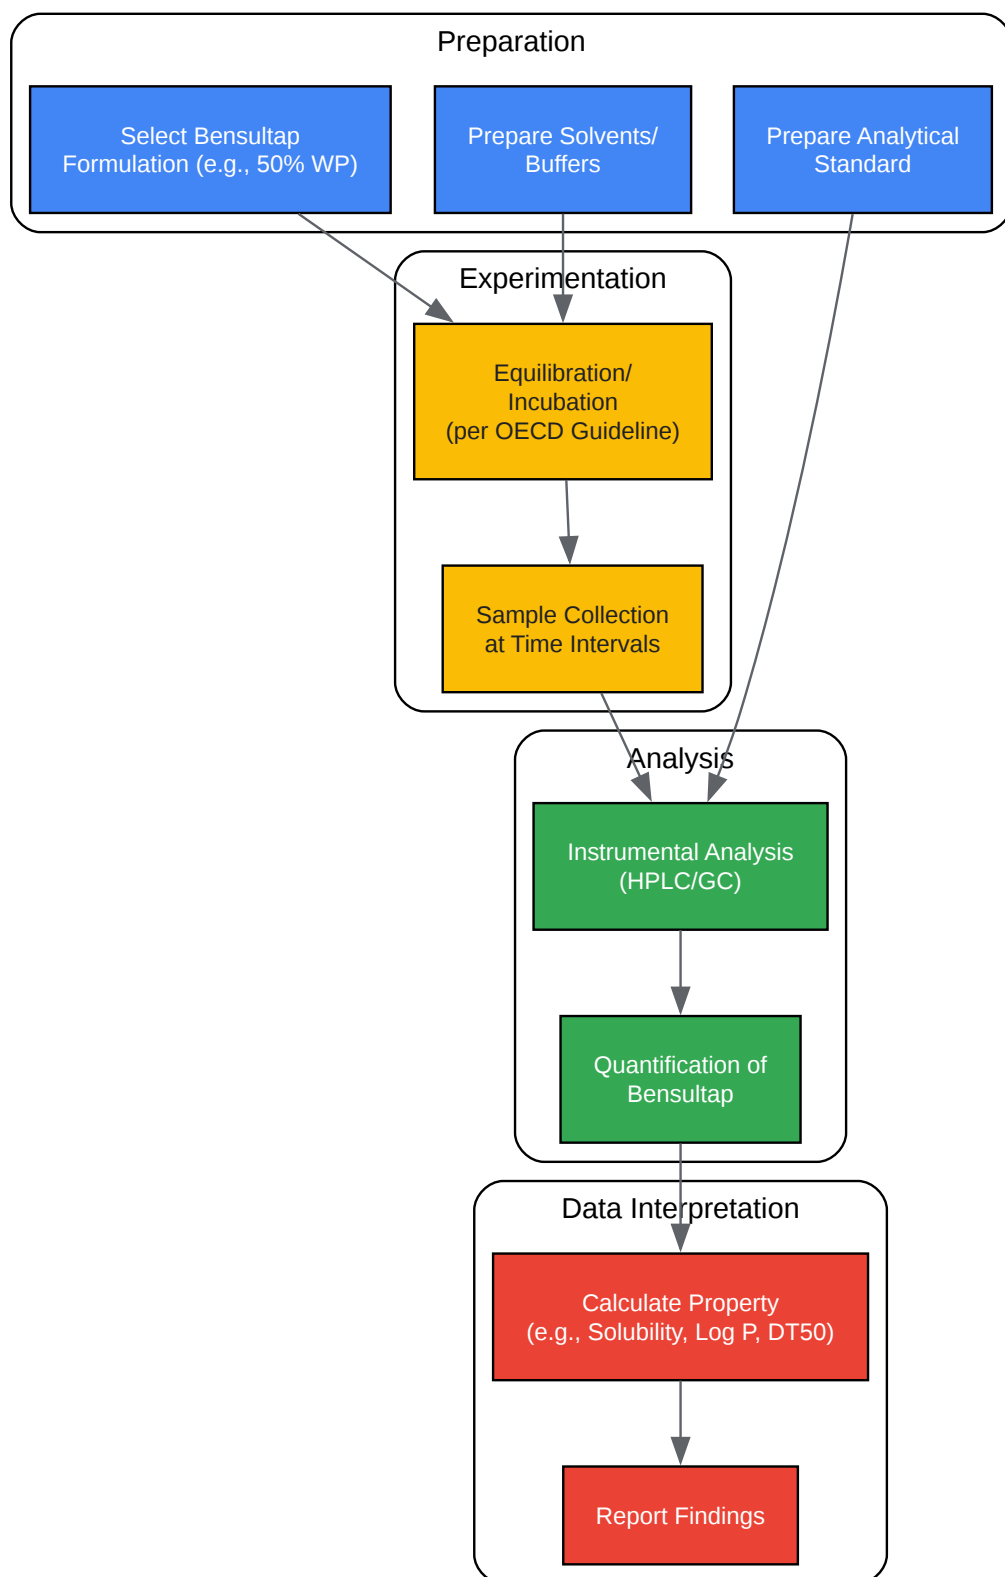 Preparation
Select Bensultap
Formulation (e.g., 50% WP)
Prepare Solvents/
Buffers
Prepare Analytical
Standard
Experimentation
Equilibration/
Incubation
(per OECD Guideline)
Sample Collection
at Time Intervals
Analysis
Instrumental Analysis
(HPLC/GC)
Quantification of
Bensultap
Data Interpretation
Calculate Property
(e.g., Solubility, Log P, DT50)
Report Findings